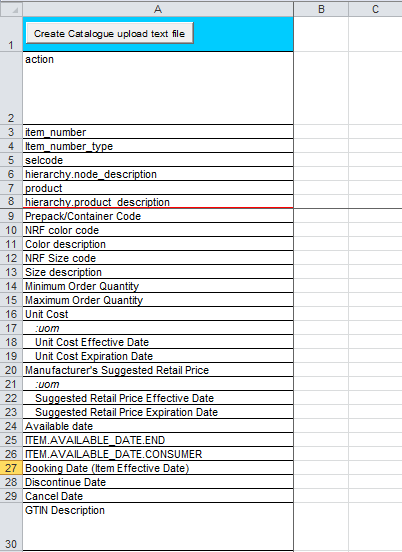 A B C
1 Create Catalogue upload text file
2 action
3 item_number
4 Item_number_type
5 selcode
6 hierarchy.node_description
7 product
8 hierarchy.product_description
9 Prepack/Container Code
10 NRF color code
11 Color description
12 NRF Size code
13 Size description
14 Minimum Order Quantity
15 Maximum Order Quantity
16 Unit Cost
17 :uom
18 Unit Cost Effective Date
19 Unit Cost Expiration Date
20 Manufacturer's Suggested Retail Price
21 :uom
22 Suggested Retail Price Effective Date
23 Suggested Retail Price Expiration Date
24 Available date
25 ITEM.AVAILABLE_DATE.END
26 ITEM.AVAILABLE_DATE.CONSUMER
27 Booking Date (Item Effective Date)
28 Discontinue Date
29 Cancel Date
30 GTIN Description